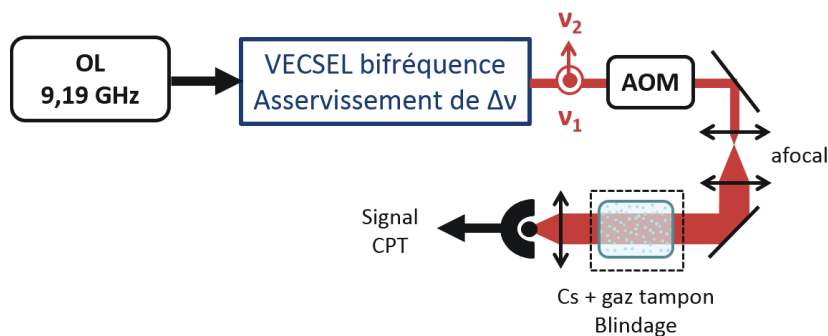 OL
9,19 GHz
VECSEL bifréquence
Asservissement de Δν
ν₂
ν₁
AOM
afocal
Signal
CPT
Cs + gaz tampon
Blindage